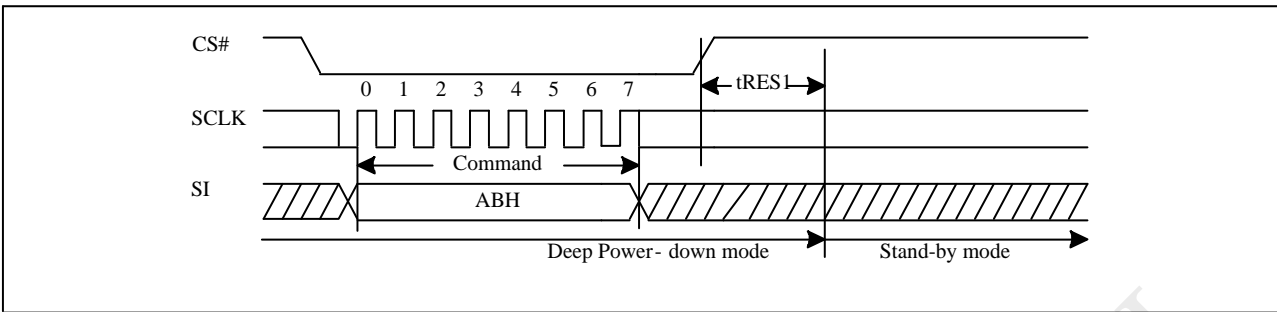 CS#
tRES1
0 1 2 3 4 5 6 7
SCLK
Command
SI
ABH
Deep Power- down mode Stand-by mode